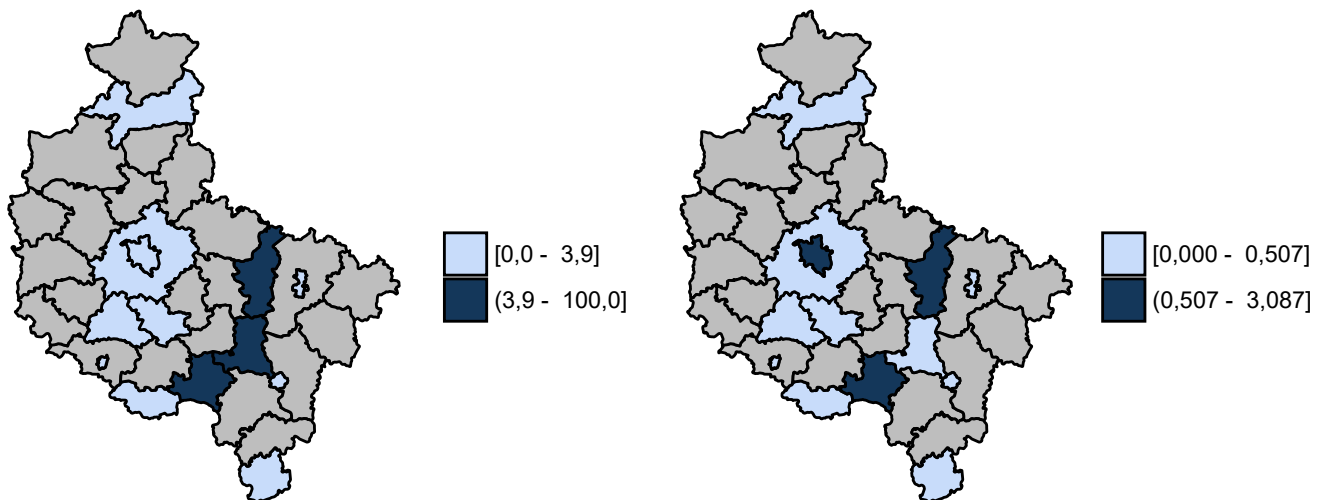 [0,0 -  3,9]
(3,9 -  100,0]
[0,000 -  0,507]
(0,507 -  3,087]